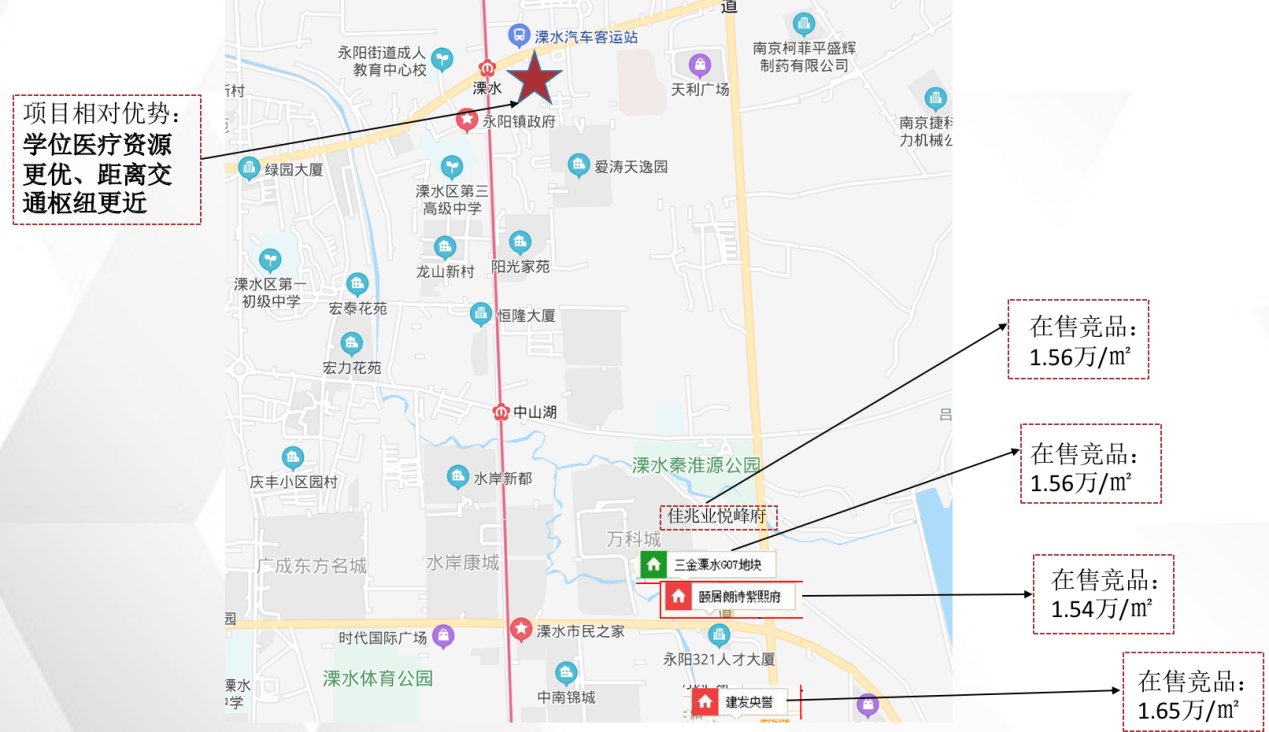 道
溧水汽车客运站
永阳街道成人
教育中心校
南京柯菲平盛辉
制药有限公司
溧水
天利广场
项目相对优势：
学位医疗资源
更优、距离交
通枢纽更近
永阳镇政府
绿园大厦
爱涛天逸园
溧水区第三
高级中学
龙山新村
阳光家苑
溧水区第一
初级中学
宏泰花苑
恒隆大厦
宏力花苑
中山湖
在售竞品：
1.56万/㎡
庆丰小区园村
水岸新都
溧水秦淮源公园
在售竞品：
1.56万/㎡
佳兆业悦峰府
万科城
广成东方名城
水岸康城
三金溧水G07地块
颐居朗诗紫熙府
在售竞品：
1.54万/㎡
园
时代国际广场
溧水市民之家
永阳321人才大厦
溧水体育公园
中南锦城
建发央誉
在售竞品：
1.65万/㎡